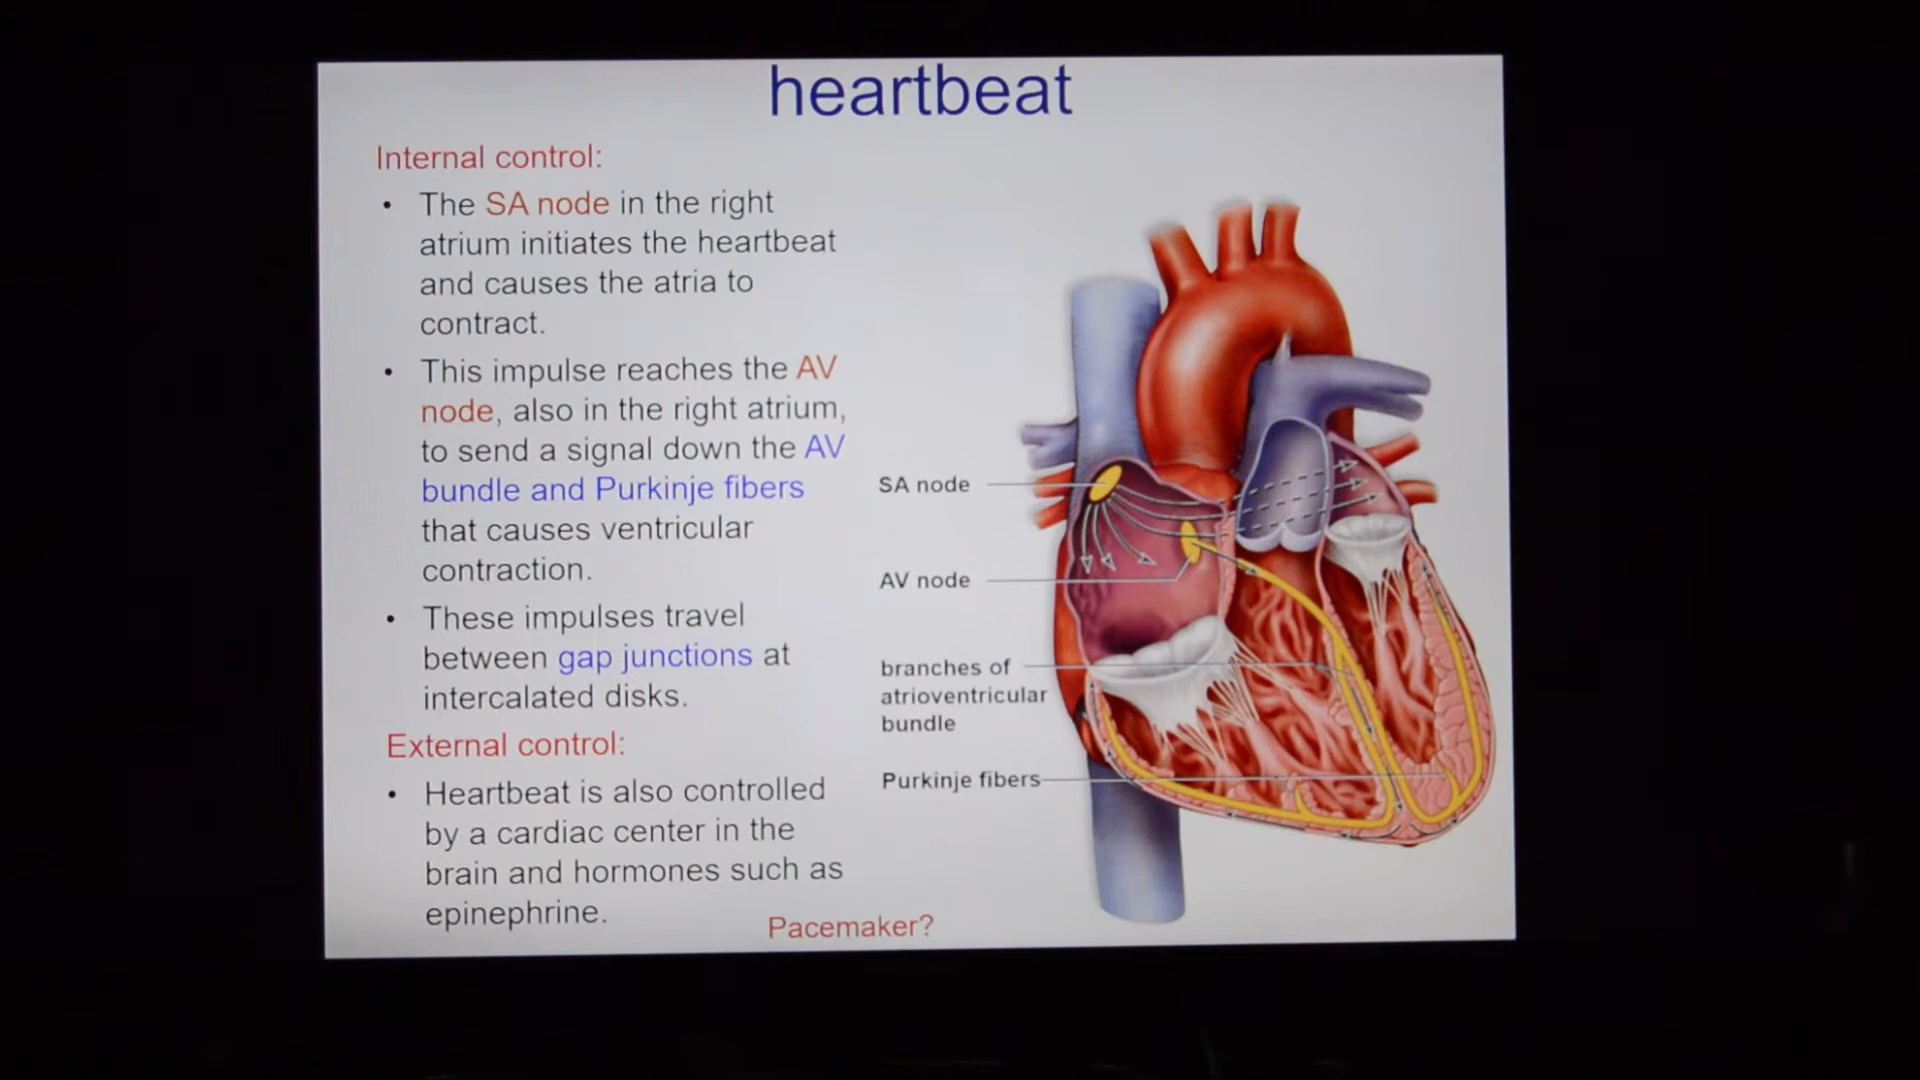 heartbeat
Internal control:
• The SA node in the right
atrium initiates the heartbeat
and causes the atria to
contract.
• This impulse reaches the AV
node, also in the right atrium,
to send a signal down the AV
bundle and Purkinje fibers
that causes ventricular
contraction.
• These impulses travel
between gap junctions at
intercalated disks.
External control:
• Heartbeat is also controlled
by a cardiac center in the
brain and hormones such as
epinephrine.
Pacemaker?
SA node
AV node
branches of
atrioventricular
bundle
Purkinje fibers